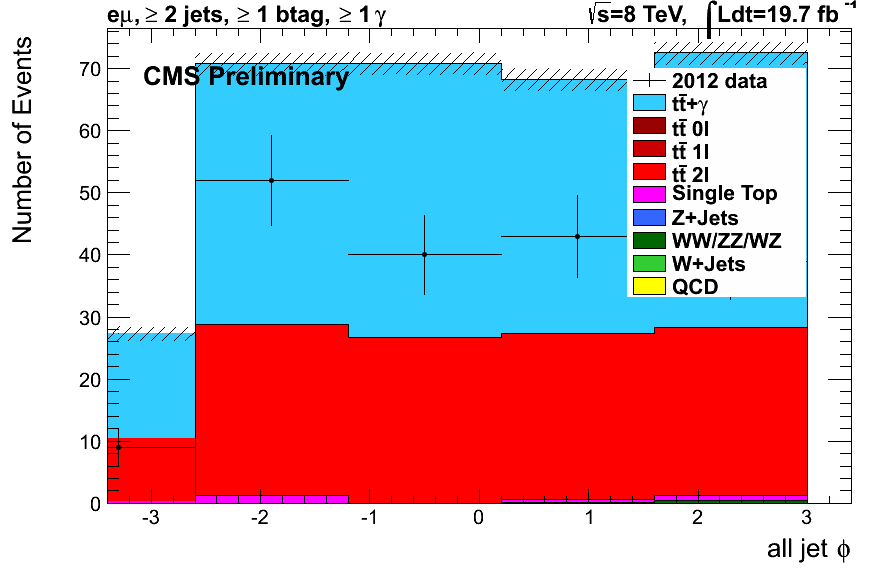 eμ, ≥ 2 jets, ≥ 1 btag, ≥ 1 γ
√s=8 TeV, ∫Ldt=19.7 fb⁻¹
Number of Events
CMS Preliminary
70
60
50
40
30
20
10
0
2012 data
tt̄+γ
tt̄ 0l
tt̄ 1l
tt̄ 2l
Single Top
Z+Jets
WW/ZZ/WZ
W+Jets
QCD
-3 -2 -1 0 1 2 3
all jet ϕ